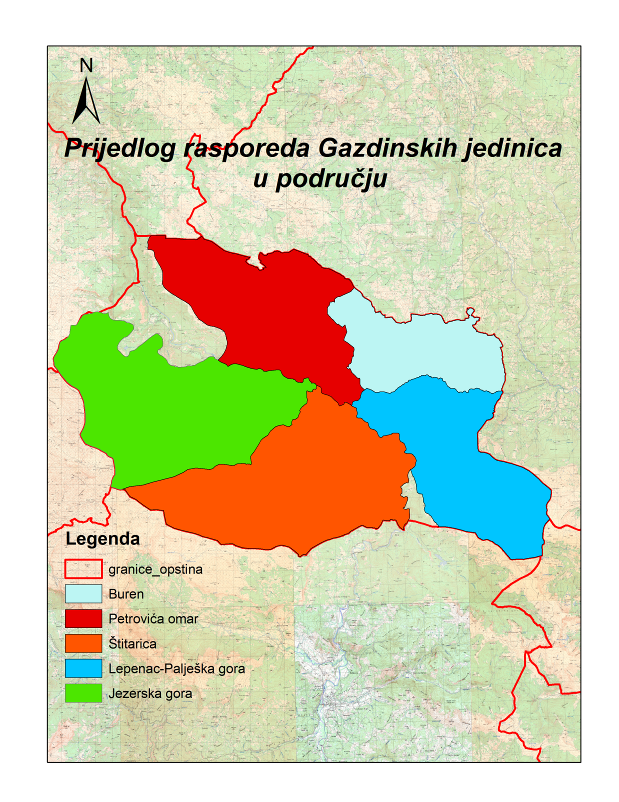 N
Prijedlog rasporeda Gazdinskih jedinica
u području
Legenda
granice_opstina
Buren
Petrovića omar
Štitarica
Lepenac-Palješka gora
Jezerska gora